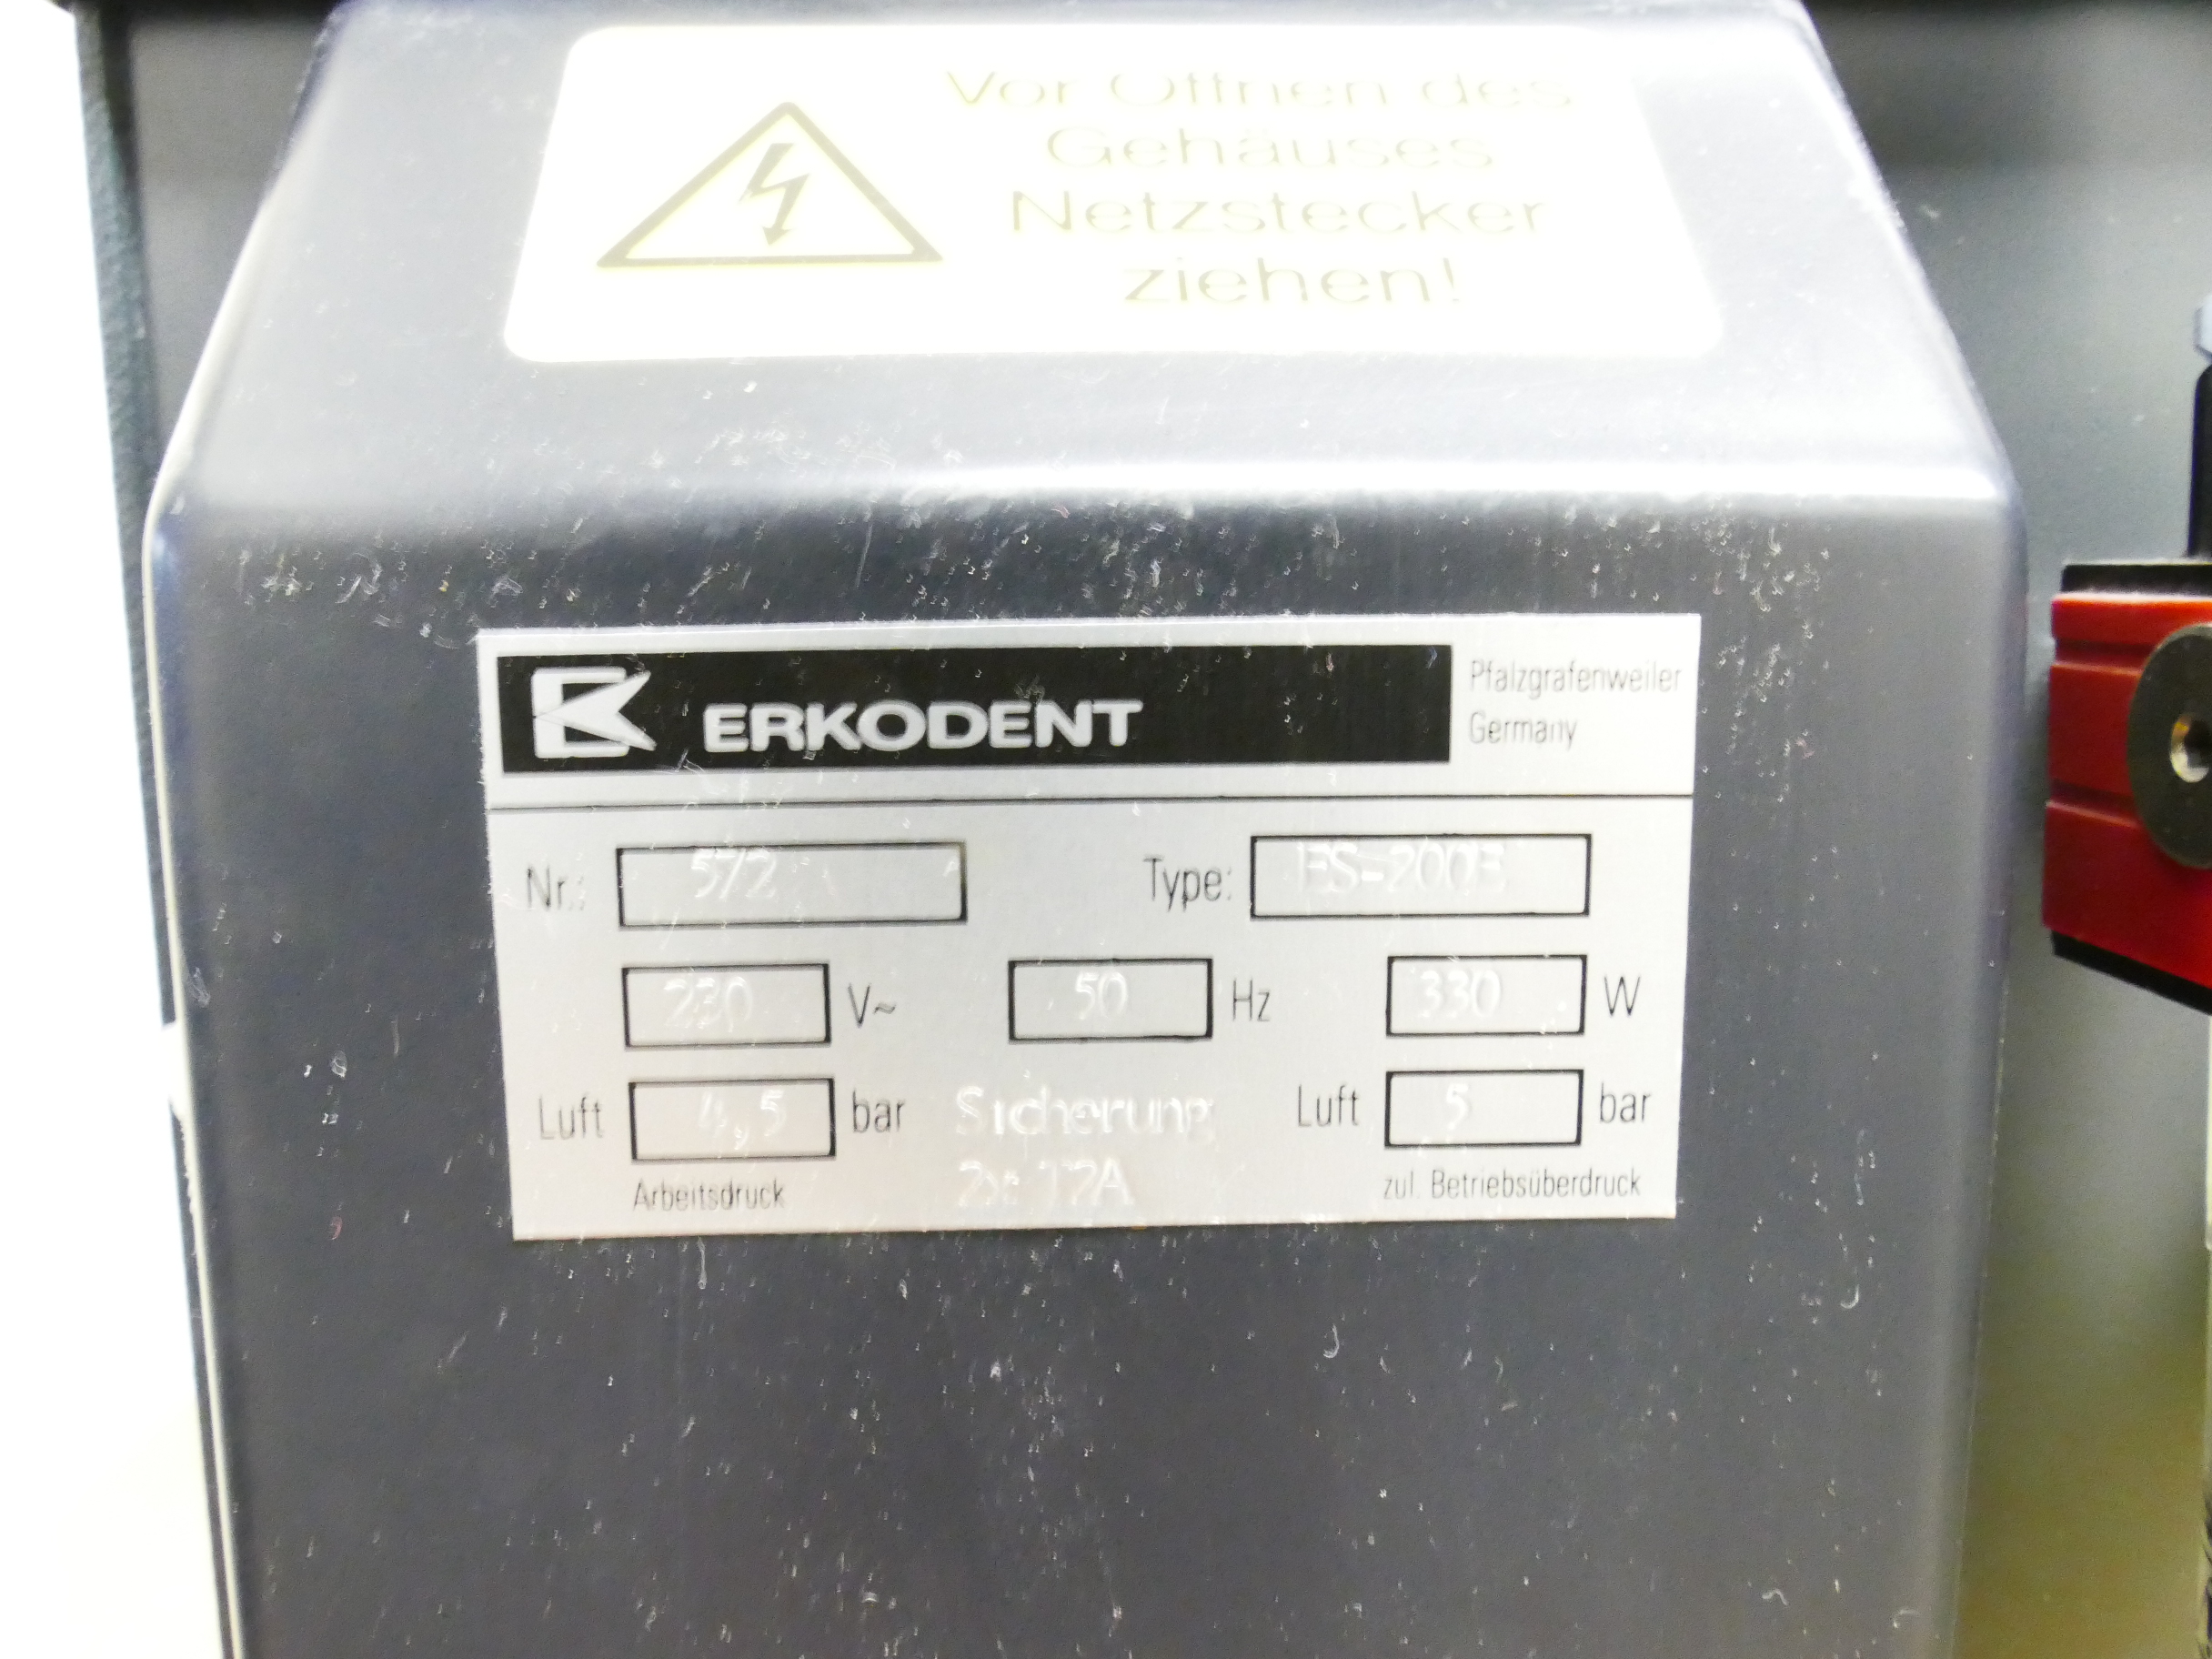 Vor Öffnen des
Gehäuses
Netzstecker
ziehen!
ERKODENT
Pfalzgrafenweiler
Germany
Nr.: 572 Type: ES-200E
230 V~ 50 Hz 330 W
Luft 4,5 bar Sicherung Luft 5 bar
Arbeitsdruck 2x 12A zul. Betriebsüberdruck